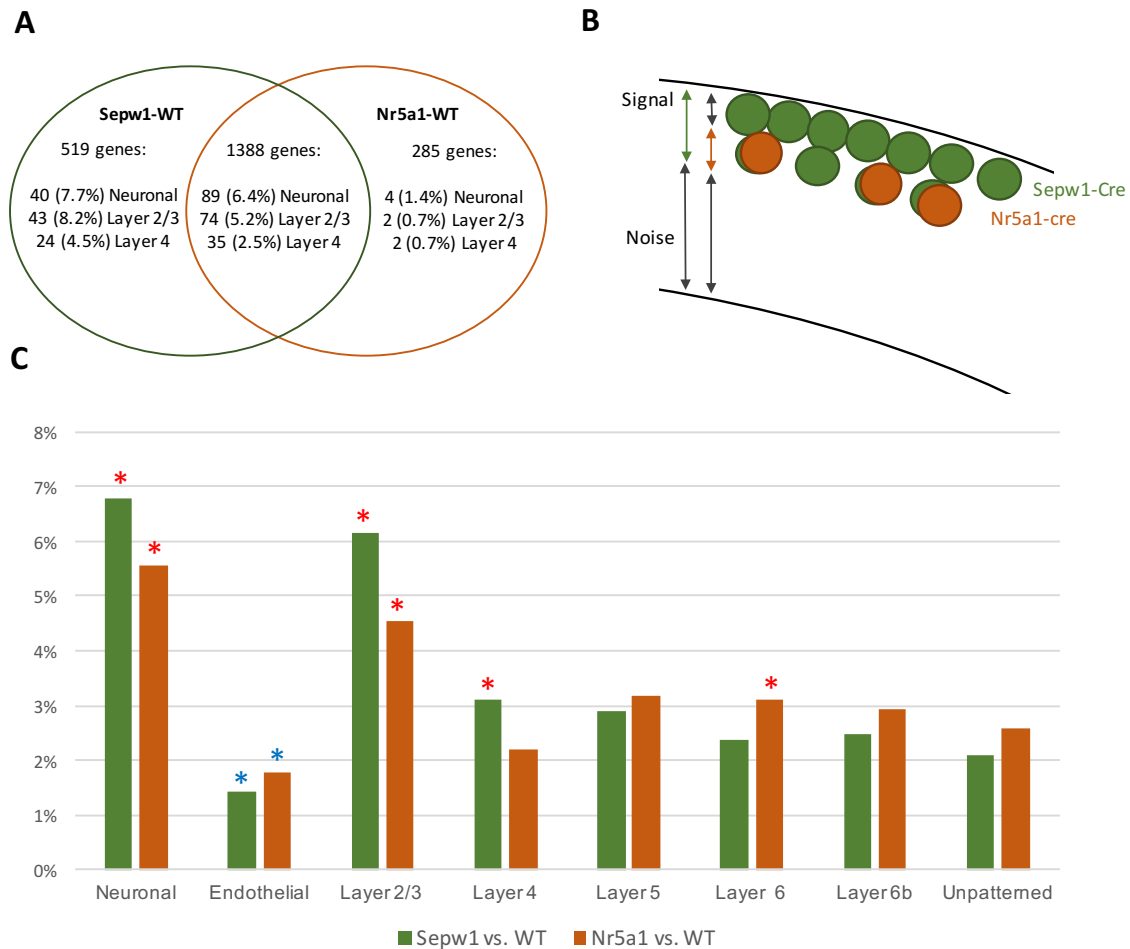 A
Sepw1-WT
519 genes:
40 (7.7%) Neuronal
43 (8.2%) Layer 2/3
24 (4.5%) Layer 4
1388 genes:
89 (6.4%) Neuronal
74 (5.2%) Layer 2/3
35 (2.5%) Layer 4
Nr5a1-WT
285 genes:
4 (1.4%) Neuronal
2 (0.7%) Layer 2/3
2 (0.7%) Layer 4
B
Signal
Noise
Sepw1-Cre
Nr5a1-cre
C
8%
7%
6%
5%
4%
3%
2%
1%
0%
* * * * * * * *
Neuronal Endothelial Layer 2/3 Layer 4 Layer 5 Layer 6 Layer 6b Unpatterned
Sepw1 vs. WT Nr5a1 vs. WT